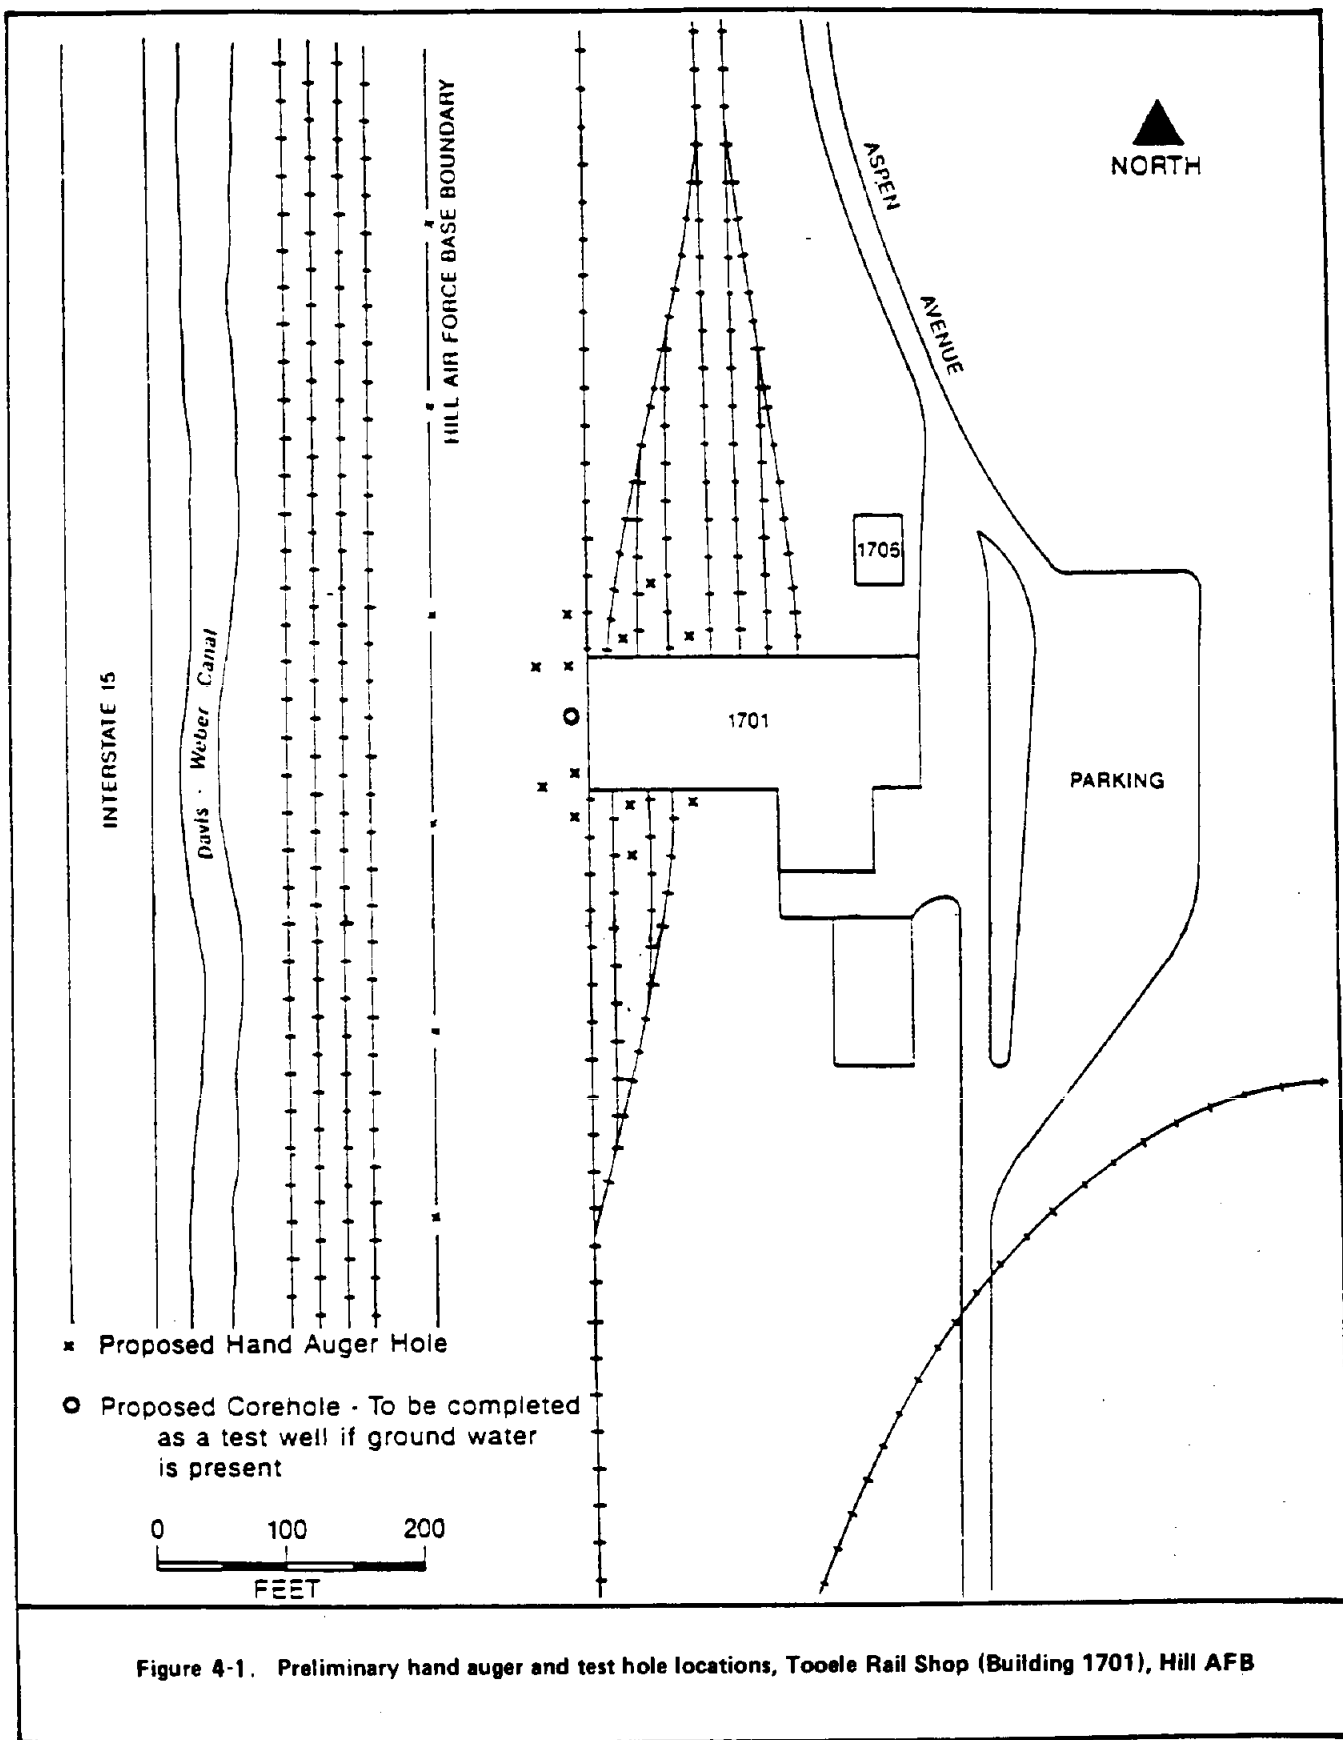 HILL AIR FORCE BASE BOUNDARY
ASPEN
AVENUE
NORTH
1705
INTERSTATE 15
Davis - Weber Canal
1701
PARKING
x Proposed Hand Auger Hole
O Proposed Corehole - To be completed
as a test well if ground water
is present
0 100 200
FEET
Figure 4-1. Preliminary hand auger and test hole locations, Tooele Rail Shop (Building 1701), Hill AFB